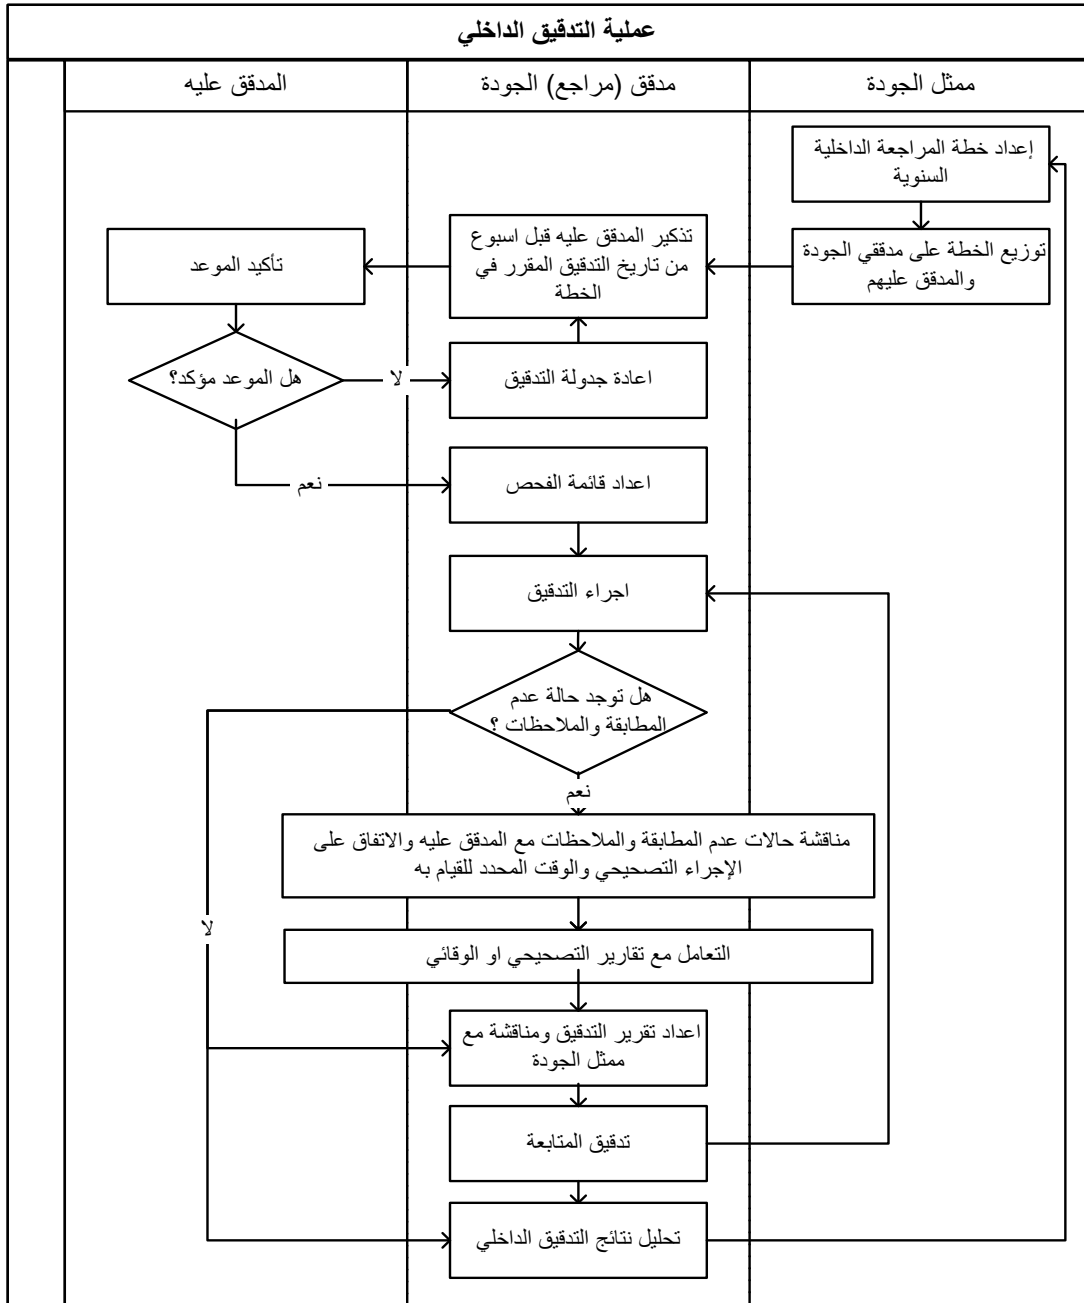 عملية التدقيق الداخلي
ممثل الجودة
مدقق (مراجع) الجودة
المدقق عليه
إعداد خطة المراجعة الداخلية
السنوية
توزيع الخطة على مدققي الجودة
والمدقق عليهم
تذكير المدقق عليه قبل اسبوع
من تاريخ التدقيق المقرر في
الخطة
تأكيد الموعد
هل الموعد مؤكد؟
لا
اعادة جدولة التدقيق
نعم
اعداد قائمة الفحص
اجراء التدقيق
هل توجد حالة عدم
المطابقة والملاحظات ؟
نعم
مناقشة حالات عدم المطابقة والملاحظات مع المدقق عليه والاتفاق على
الإجراء التصحيحي والوقت المحدد للقيام به
لا
التعامل مع تقارير التصحيحي او الوقائي
اعداد تقرير التدقيق ومناقشة مع
ممثل الجودة
تدقيق المتابعة
تحليل نتائج التدقيق الداخلي